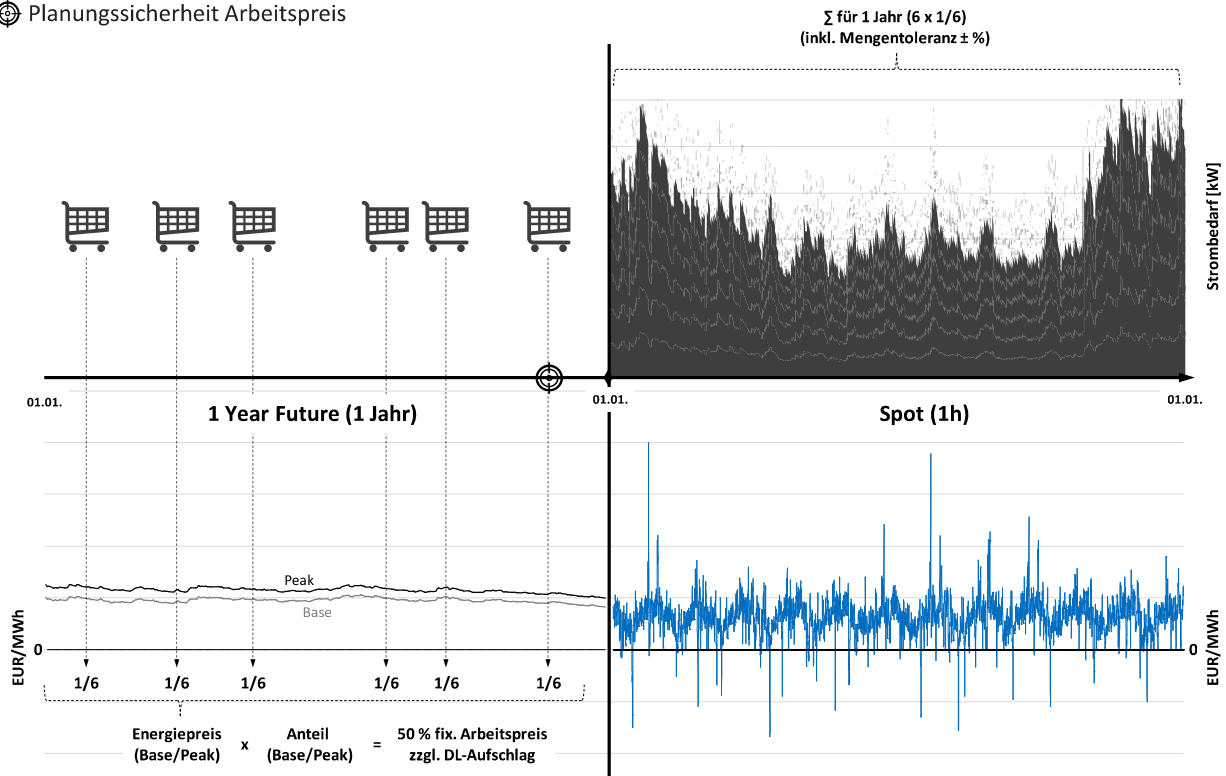 Planungssicherheit Arbeitspreis
∑ für 1 Jahr (6 x 1/6)
(inkl. Mengentoleranz ± %)
Strombedarf [kW]
01.01.
01.01.
01.01.
1 Year Future (1 Jahr)
Spot (1h)
Peak
Base
EUR/MWh
0
0
EUR/MWh
1/6
1/6
1/6
1/6
1/6
1/6
Energiepreis
(Base/Peak)
x
Anteil
(Base/Peak)
=
50 % fix. Arbeitspreis
zzgl. DL-Aufschlag